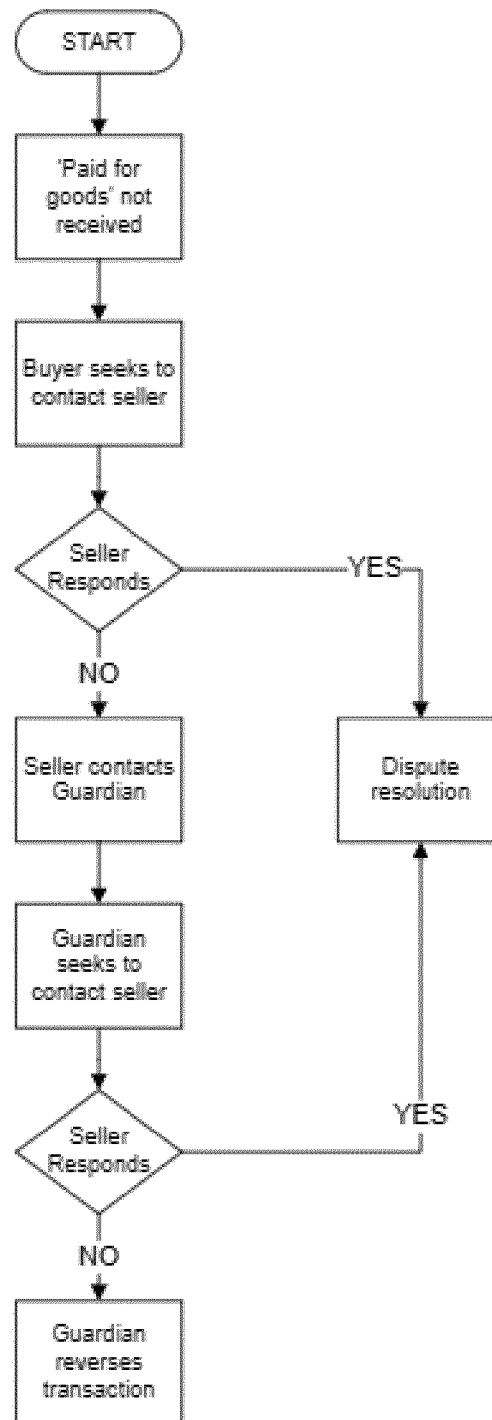 START
'Paid for
goods' not
received
Buyer seeks to
contact seller
Seller
Responds
YES
NO
Seller contacts
Guardian
Dispute
resolution
Guardian
seeks to
contact seller
Seller
Responds
YES
NO
Guardian
reverses
transaction